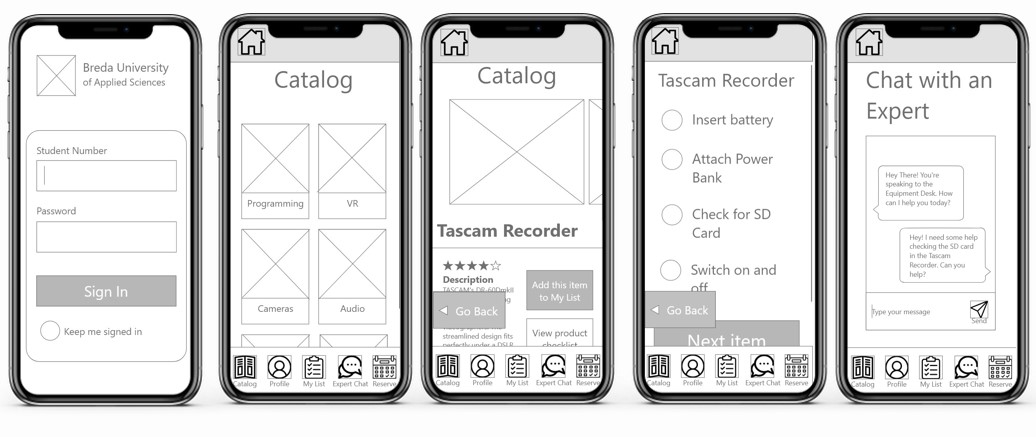 Breda University
of Applied Sciences
Student Number
Password
Sign In
Keep me signed in
Catalog
Programming
VR
Cameras
Audio
Catalog
Profile
My List
Expert Chat
Reserve
Catalog
Tascam Recorder
Description
TASCAM's DR-60DmkII
Add this item
to My List
Go Back
streamlined design fits
perfectly under a DSLR
View product
checklist
Catalog
Profile
My List
Expert Chat
Reserve
Tascam Recorder
Insert battery
Attach Power
Bank
Check for SD
Card
Switch on and
off
Go Back
Next item
Catalog
Profile
My List
Expert Chat
Reserve
Chat with an
Expert
Hey There! You're
speaking to the
Equipment Desk. How
can I help you today?
Hey! I need some help
checking the SD card
in the Tascam
Recorder. Can you
help?
Type your message
Send
Catalog
Profile
My List
Expert Chat
Reserve